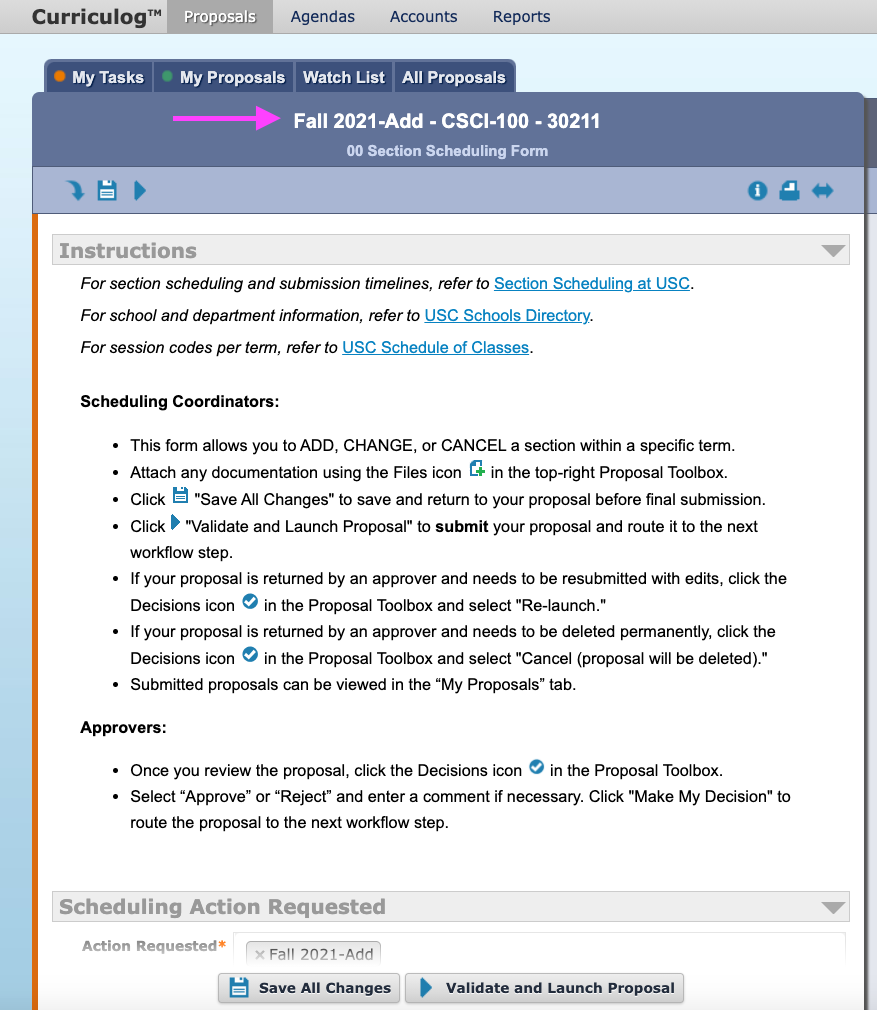 Curriculog™ Proposals Agendas Accounts Reports
My Tasks My Proposals Watch List All Proposals
Fall 2021-Add - CSCI-100 - 30211
00 Section Scheduling Form
Instructions
For section scheduling and submission timelines, refer to Section Scheduling at USC.
For school and department information, refer to USC Schools Directory.
For session codes per term, refer to USC Schedule of Classes.
Scheduling Coordinators:
• This form allows you to ADD, CHANGE, or CANCEL a section within a specific term.
• Attach any documentation using the Files icon in the top-right Proposal Toolbox.
• Click "Save All Changes" to save and return to your proposal before final submission.
• Click "Validate and Launch Proposal" to submit your proposal and route it to the next
workflow step.
• If your proposal is returned by an approver and needs to be resubmitted with edits, click the
Decisions icon in the Proposal Toolbox and select "Re-launch."
• If your proposal is returned by an approver and needs to be deleted permanently, click the
Decisions icon in the Proposal Toolbox and select "Cancel (proposal will be deleted)."
• Submitted proposals can be viewed in the “My Proposals” tab.
Approvers:
• Once you review the proposal, click the Decisions icon in the Proposal Toolbox.
• Select “Approve” or “Reject” and enter a comment if necessary. Click "Make My Decision" to
route the proposal to the next workflow step.
Scheduling Action Requested
Action Requested* × Fall 2021-Add
Save All Changes Validate and Launch Proposal